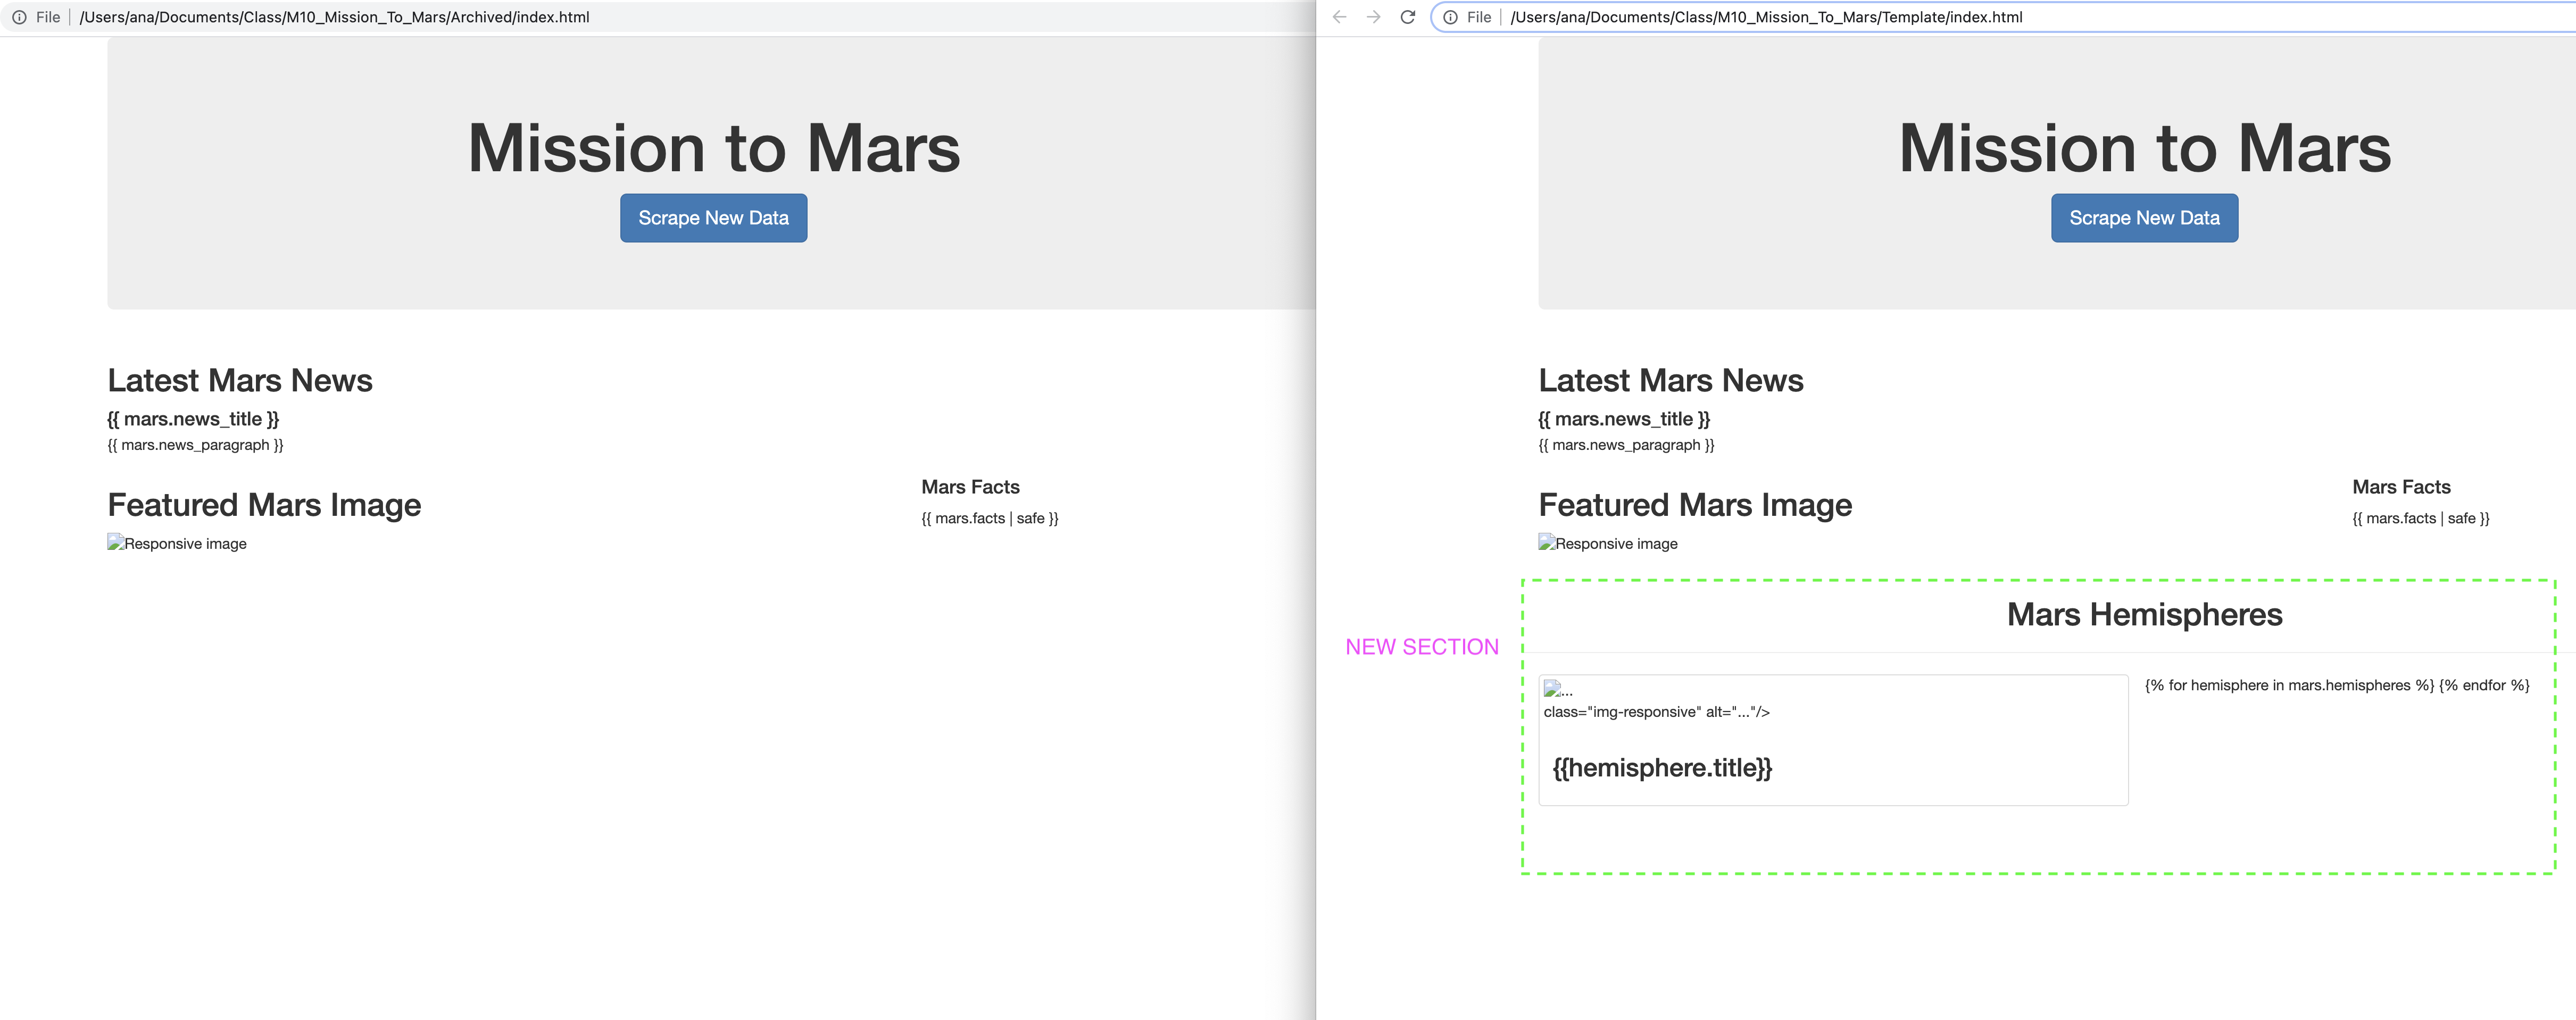 File /Users/ana/Documents/Class/M10_Mission_To_Mars/Archived/index.html
Mission to Mars
Scrape New Data
Latest Mars News
{{ mars.news_title }}
{{ mars.news_paragraph }}
Featured Mars Image
Responsive image
Mars Facts
{{ mars.facts | safe }}
File /Users/ana/Documents/Class/M10_Mission_To_Mars/Template/index.html
Mission to Mars
Scrape New Data
Latest Mars News
{{ mars.news_title }}
{{ mars.news_paragraph }}
Featured Mars Image
Responsive image
Mars Facts
{{ mars.facts | safe }}
NEW SECTION
Mars Hemispheres
...
class="img-responsive" alt="..."/>
{{hemisphere.title}}
{% for hemisphere in mars.hemispheres %} {% endfor %}